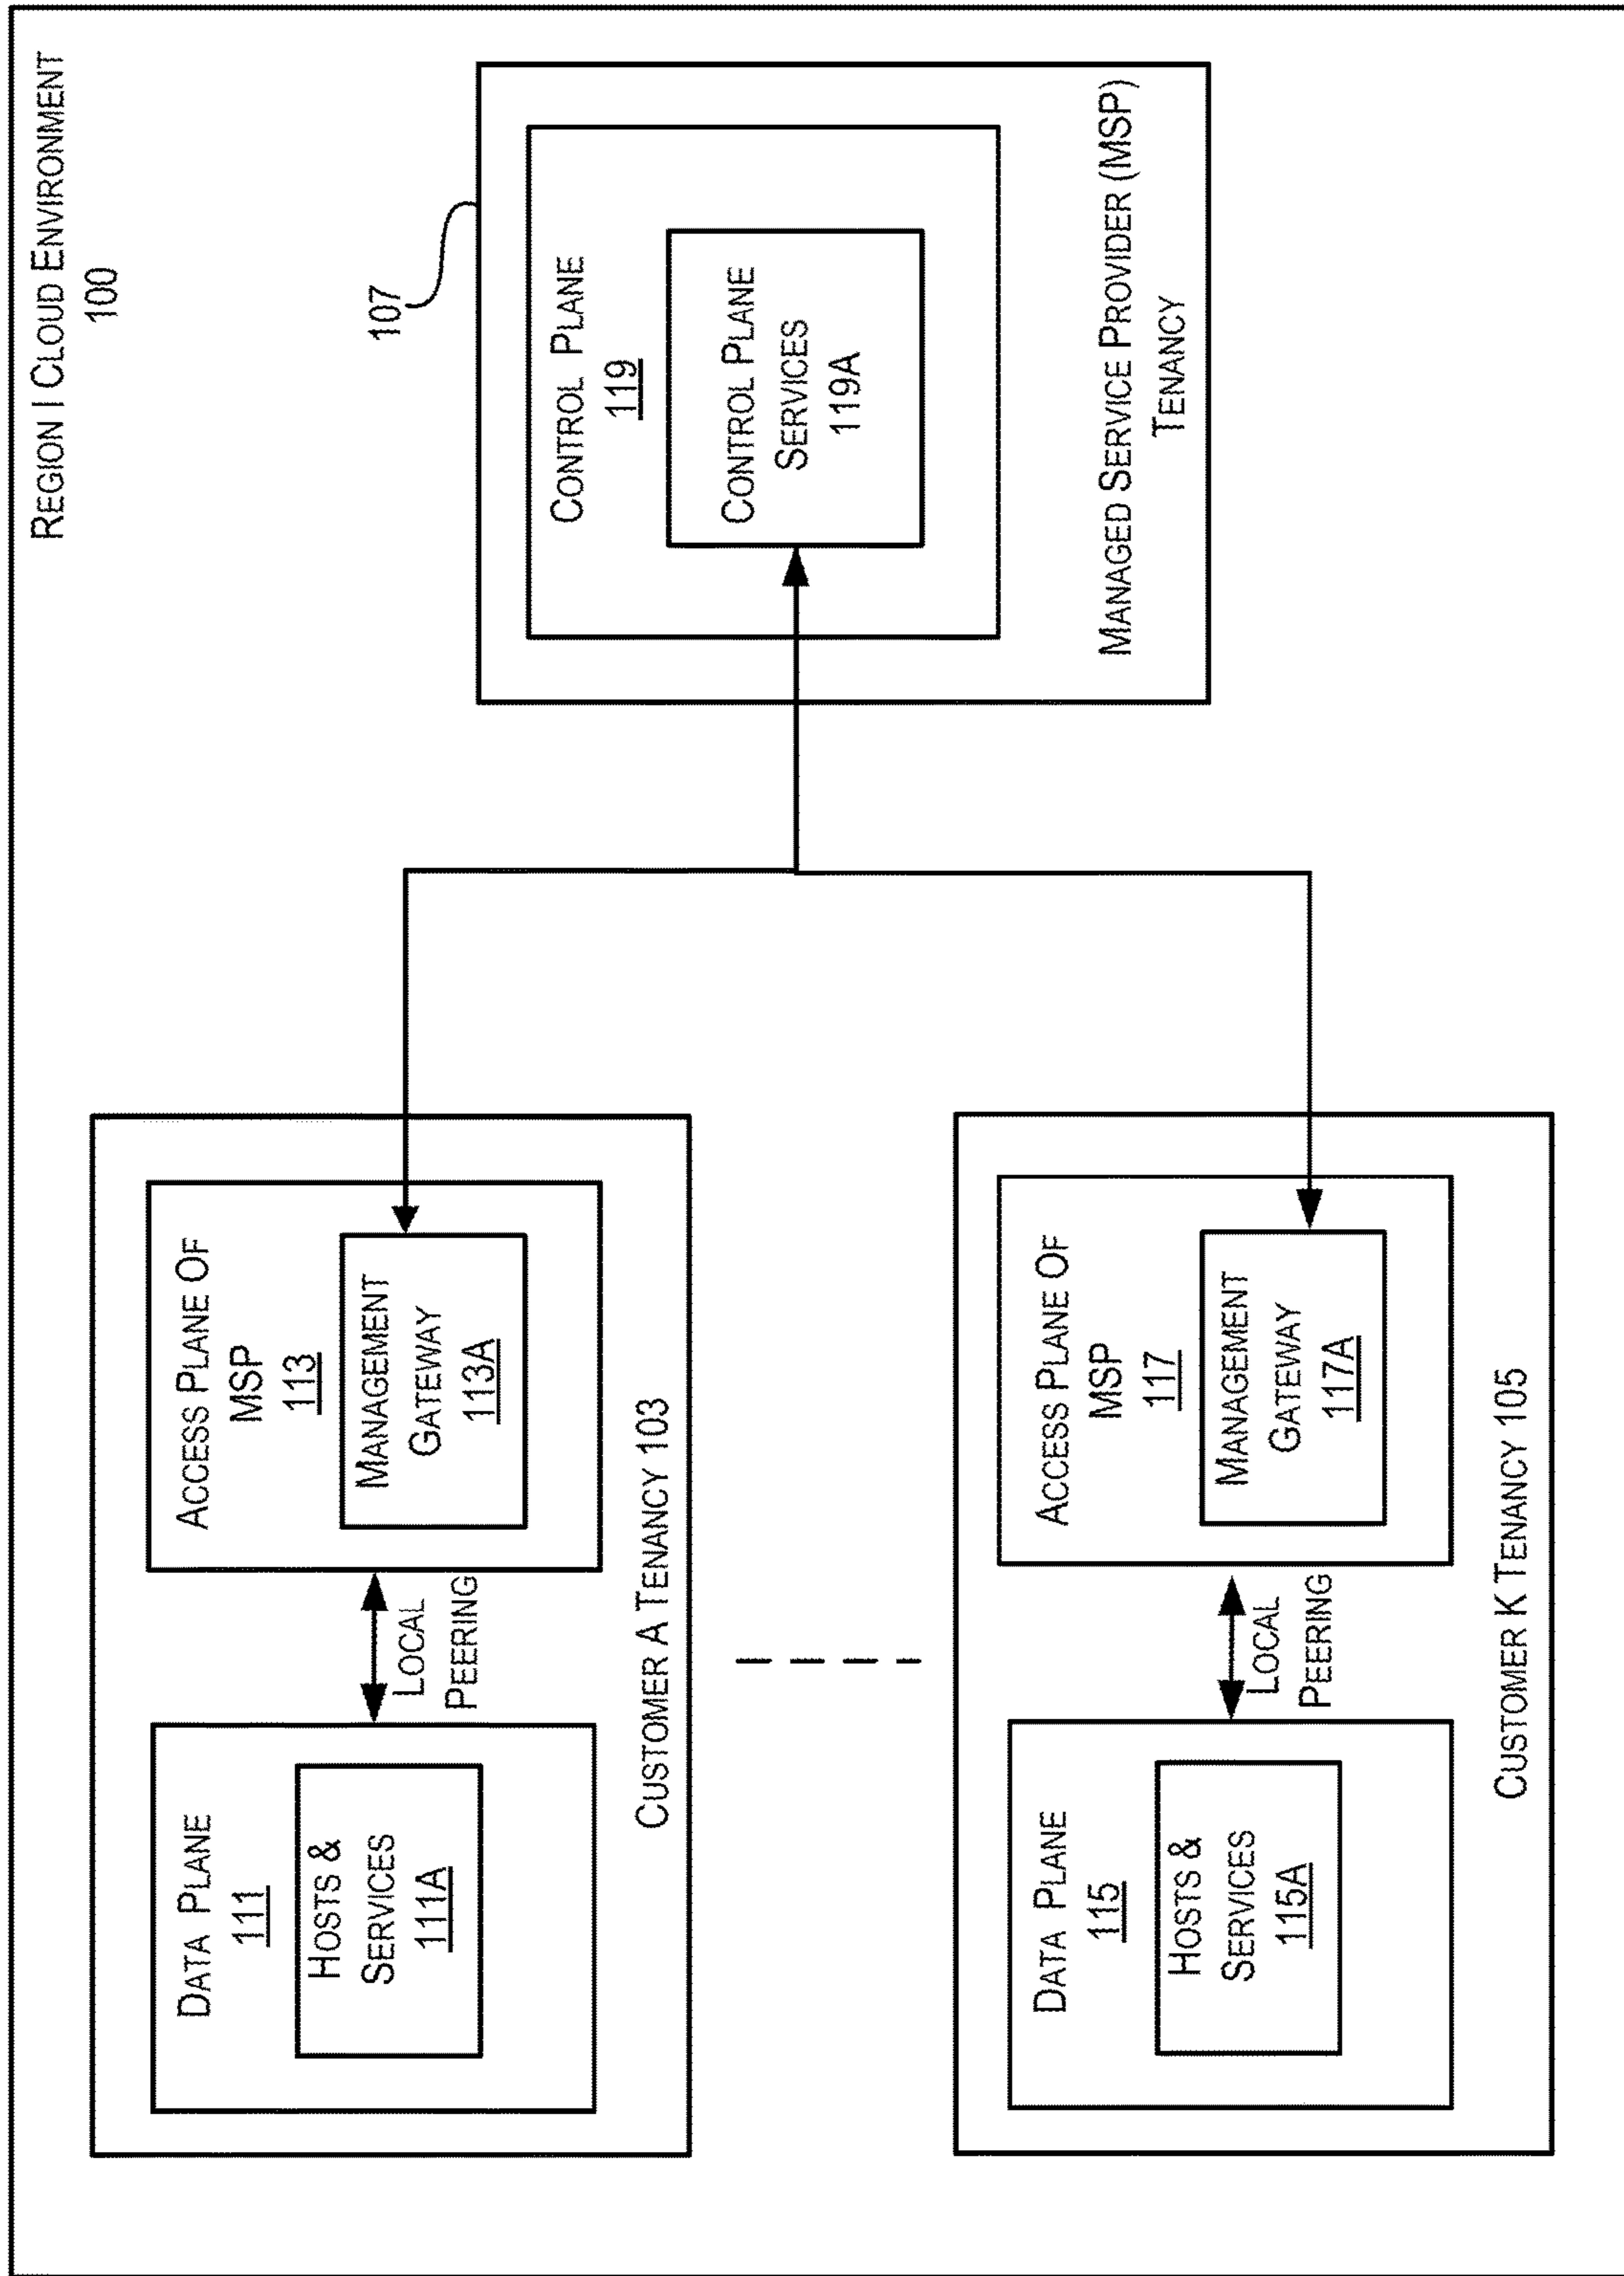 REGION I CLOUD ENVIRONMENT
100
DATA PLANE
111
HOSTS &
SERVICES
111A
LOCAL
PEERING
ACCESS PLANE OF
MSP
113
MANAGEMENT
GATEWAY
113A
CUSTOMER A TENANCY 103
DATA PLANE
115
HOSTS &
SERVICES
115A
LOCAL
PEERING
ACCESS PLANE OF
MSP
117
MANAGEMENT
GATEWAY
117A
CUSTOMER K TENANCY 105
107
CONTROL PLANE
119
CONTROL PLANE
SERVICES
119A
MANAGED SERVICE PROVIDER (MSP)
TENANCY